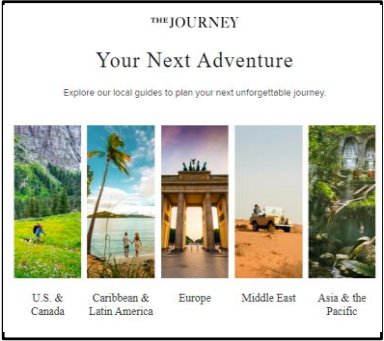 THE JOURNEY
Your Next Adventure
Explore our local guides to plan your next unforgettable journey.
U.S. &
Canada
Caribbean &
Latin America
Europe
Middle East
Asia & the
Pacific